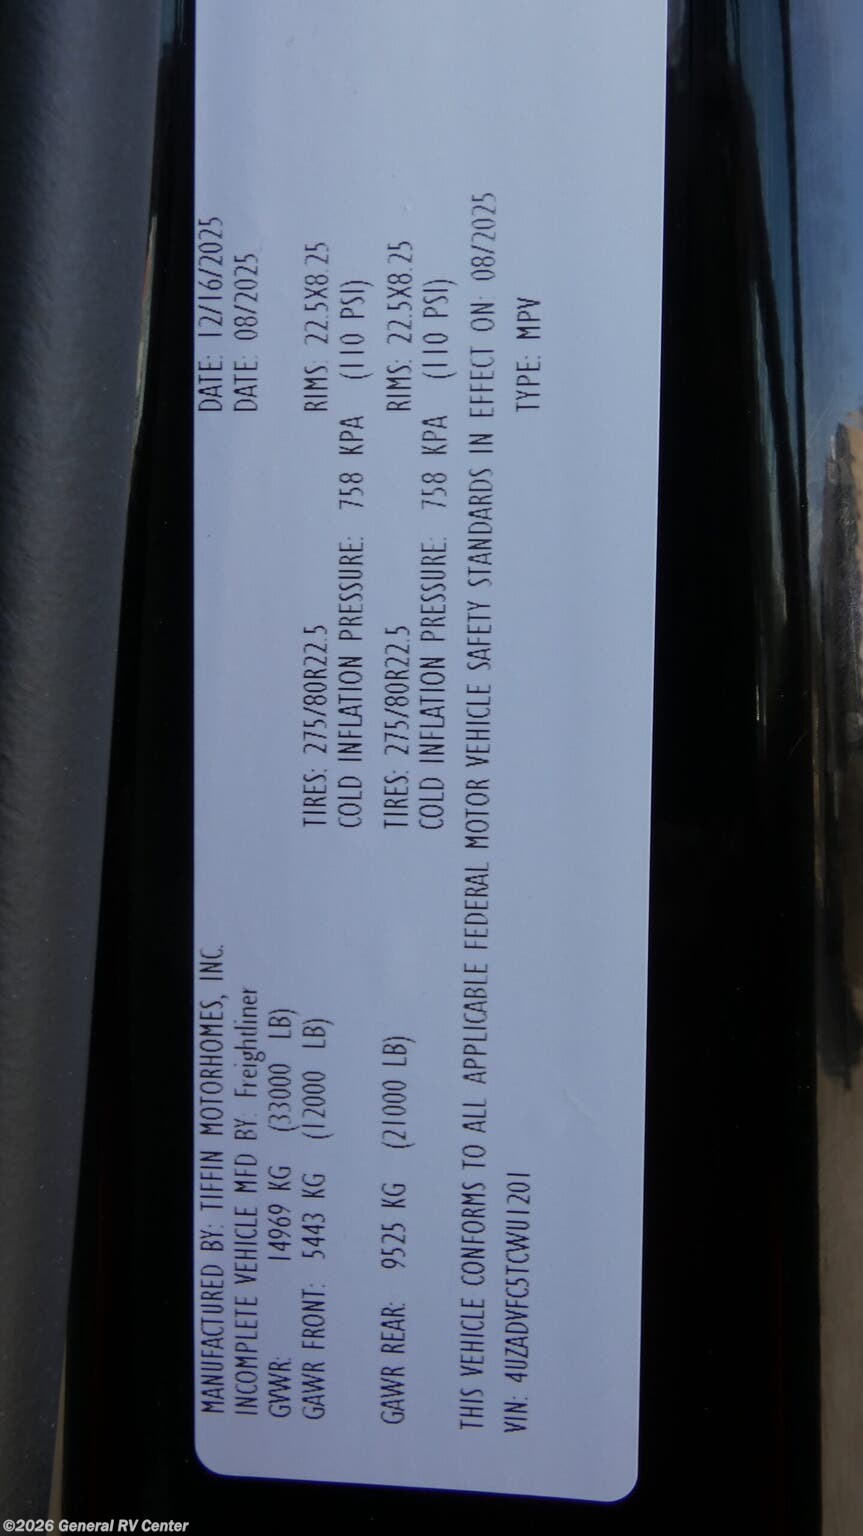 MANUFACTURED BY: TIFFIN MOTORHOMES, INC. DATE: 12/16/2025
INCOMPLETE VEHICLE MFD BY: Freightliner DATE: 08/2025
GVWR: 14969 KG (33000 LB)
GAWR FRONT: 5443 KG (12000 LB) TIRES: 275/80R22.5 RIMS: 22.5X8.25
COLD INFLATION PRESSURE: 758 KPA (110 PSI)
GAWR REAR: 9525 KG (21000 LB) TIRES: 275/80R22.5 RIMS: 22.5X8.25
COLD INFLATION PRESSURE: 758 KPA (110 PSI)
THIS VEHICLE CONFORMS TO ALL APPLICABLE FEDERAL MOTOR VEHICLE SAFETY STANDARDS IN EFFECT ON: 08/2025
VIN: 4UZADVFC5TCWU1201 TYPE: MPV
©2026 General RV Center